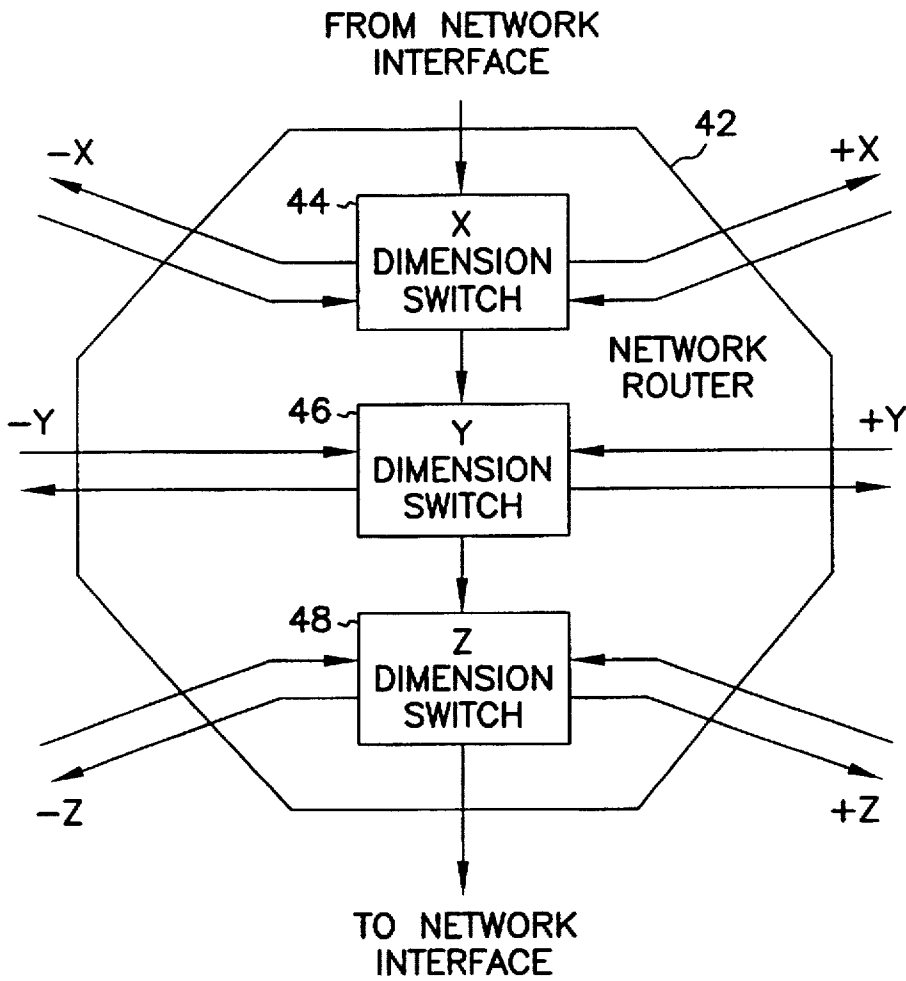 FROM NETWORK
INTERFACE
42
-X
+X
44
X
DIMENSION
SWITCH
NETWORK
ROUTER
46
-Y
+Y
Y
DIMENSION
SWITCH
48
Z
DIMENSION
SWITCH
-Z
+Z
TO NETWORK
INTERFACE